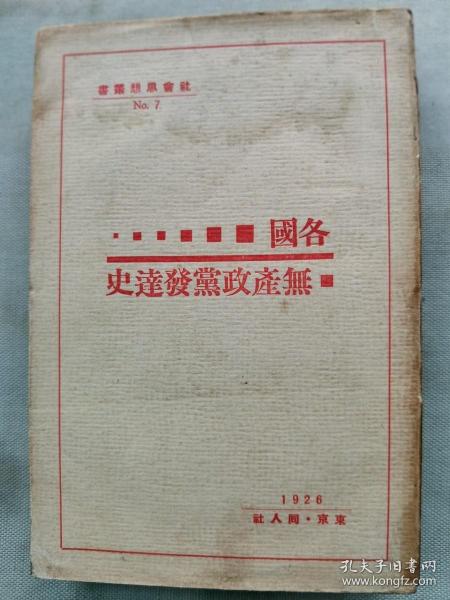 社會思想叢書
No. 7
各國
無產政黨發達史
1926
東京・同人社
孔夫子旧书网
www.kongfz.com